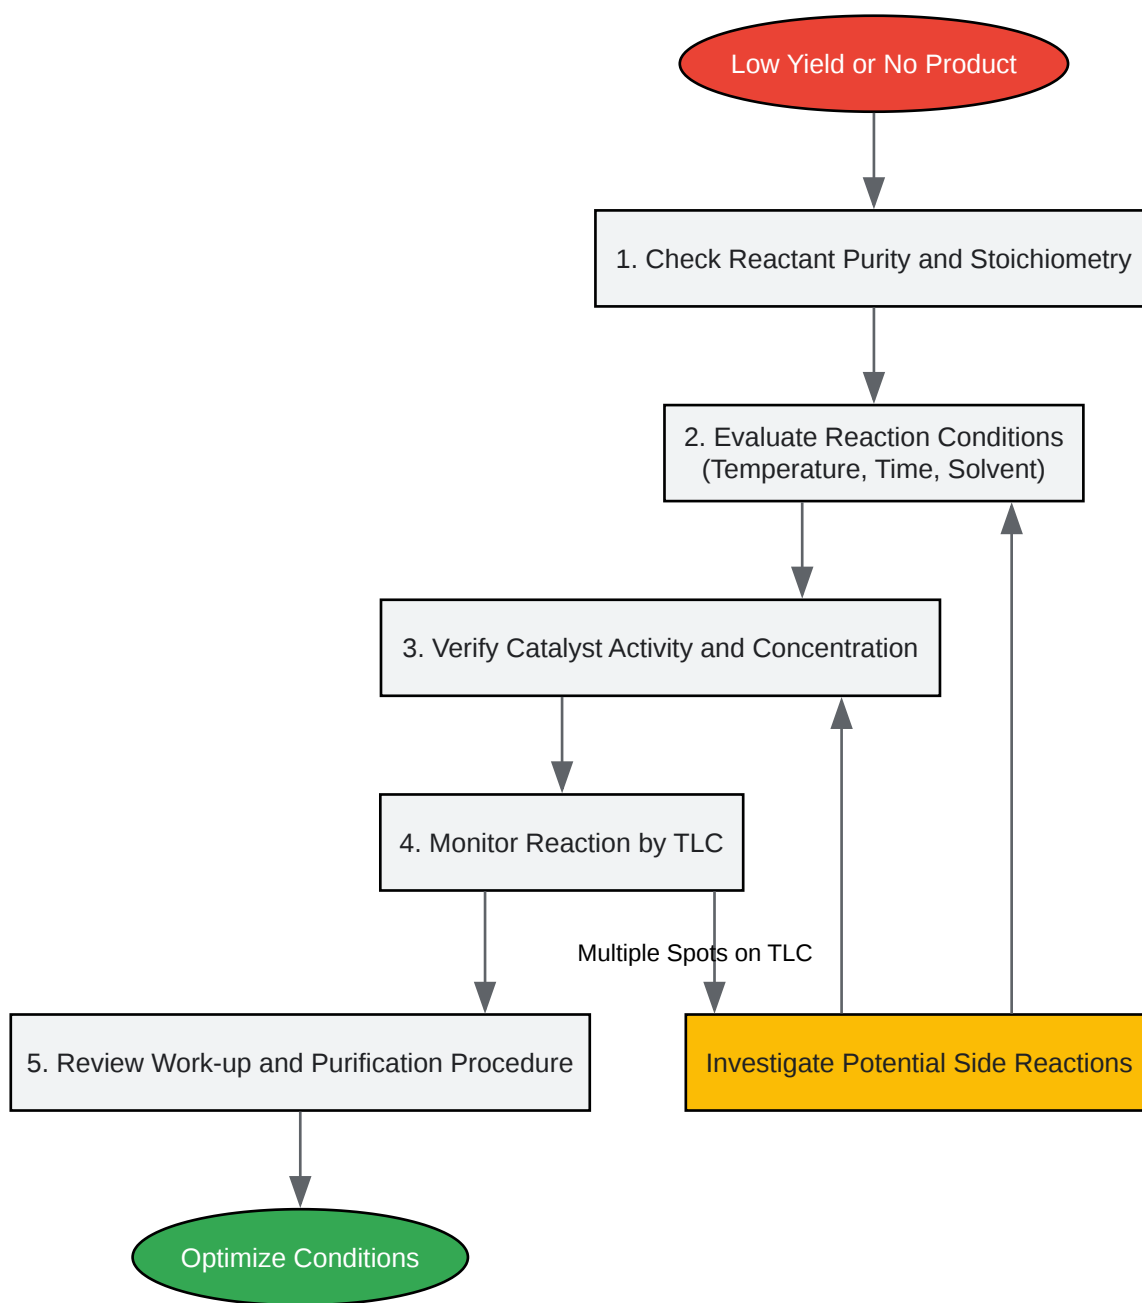 Low Yield or No Product
1. Check Reactant Purity and Stoichiometry
2. Evaluate Reaction Conditions
(Temperature, Time, Solvent)
3. Verify Catalyst Activity and Concentration
4. Monitor Reaction by TLC
Multiple Spots on TLC
5. Review Work-up and Purification Procedure
Investigate Potential Side Reactions
Optimize Conditions